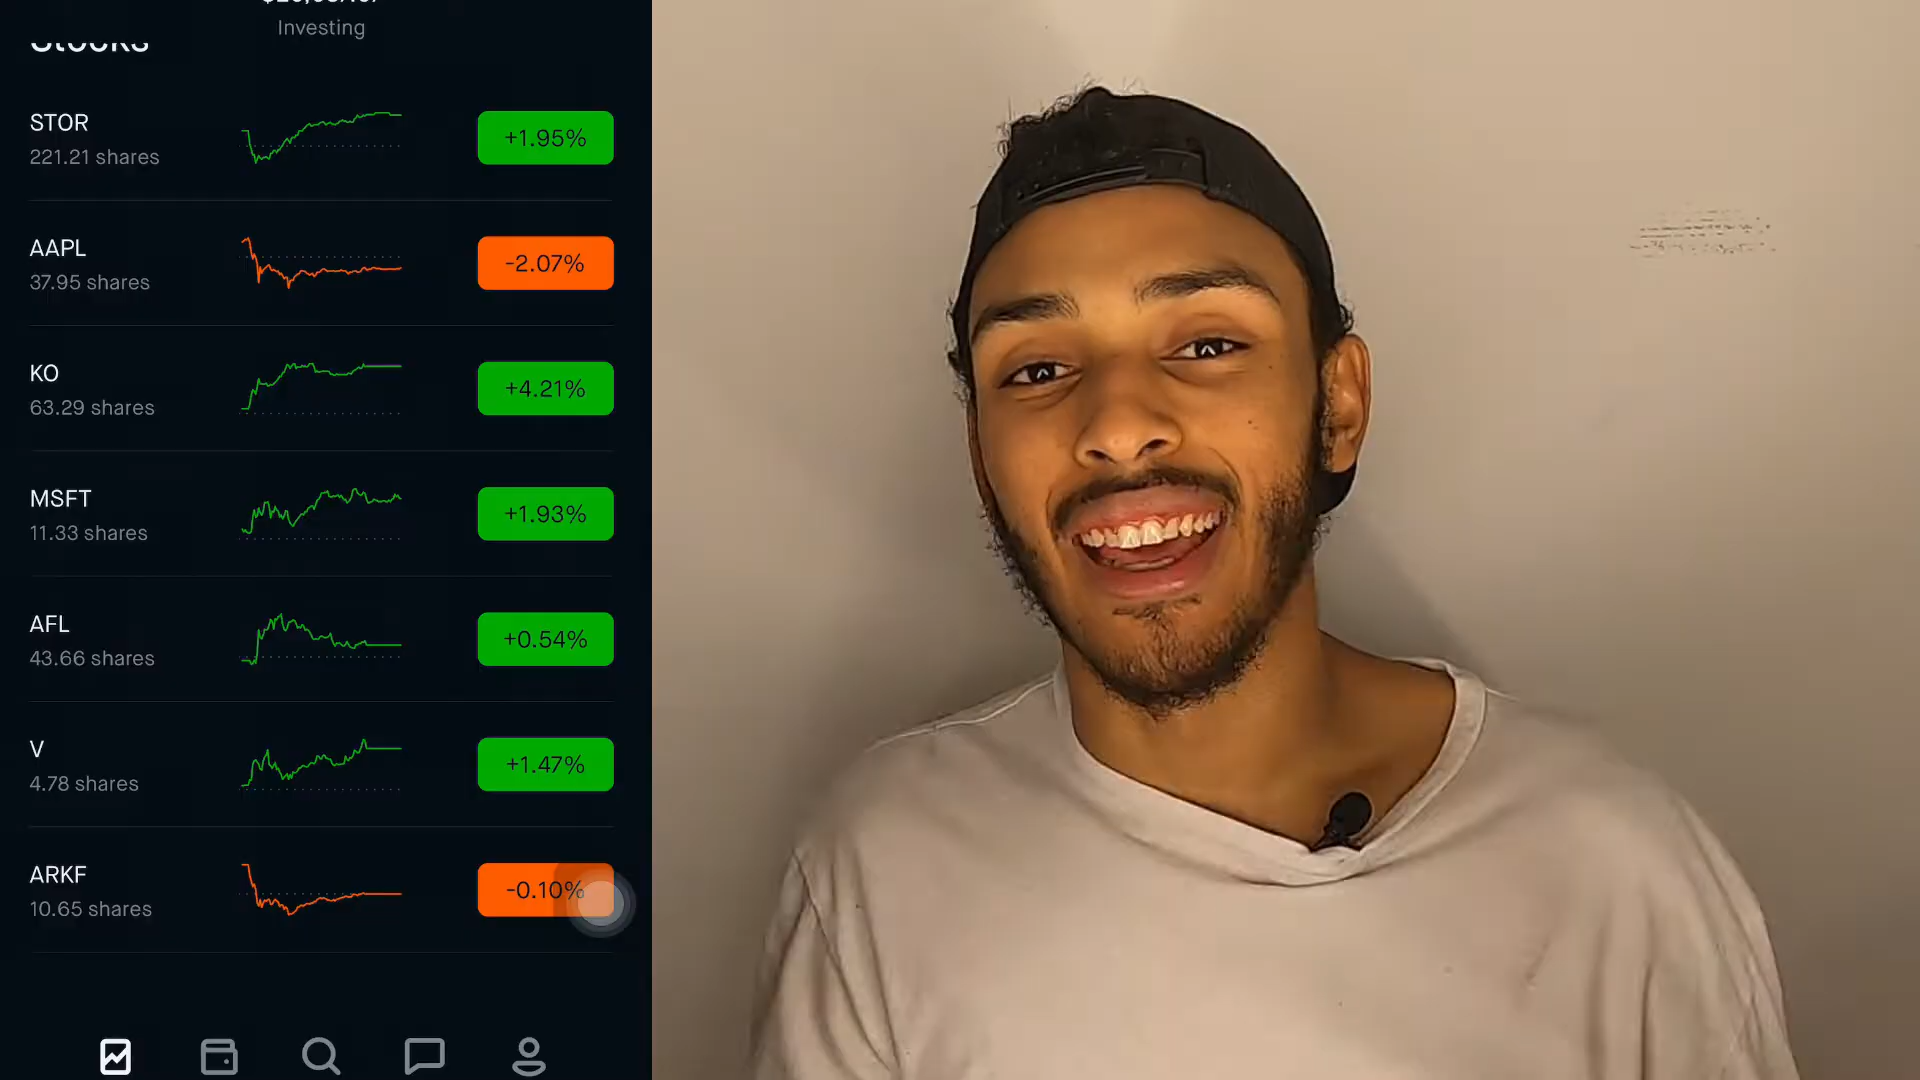 Investing
Stocks
STOR
221.21 shares
+1.95%
AAPL
37.95 shares
-2.07%
KO
63.29 shares
+4.21%
MSFT
11.33 shares
+1.93%
AFL
43.66 shares
+0.54%
V
4.78 shares
+1.47%
ARKF
10.65 shares
-0.10%